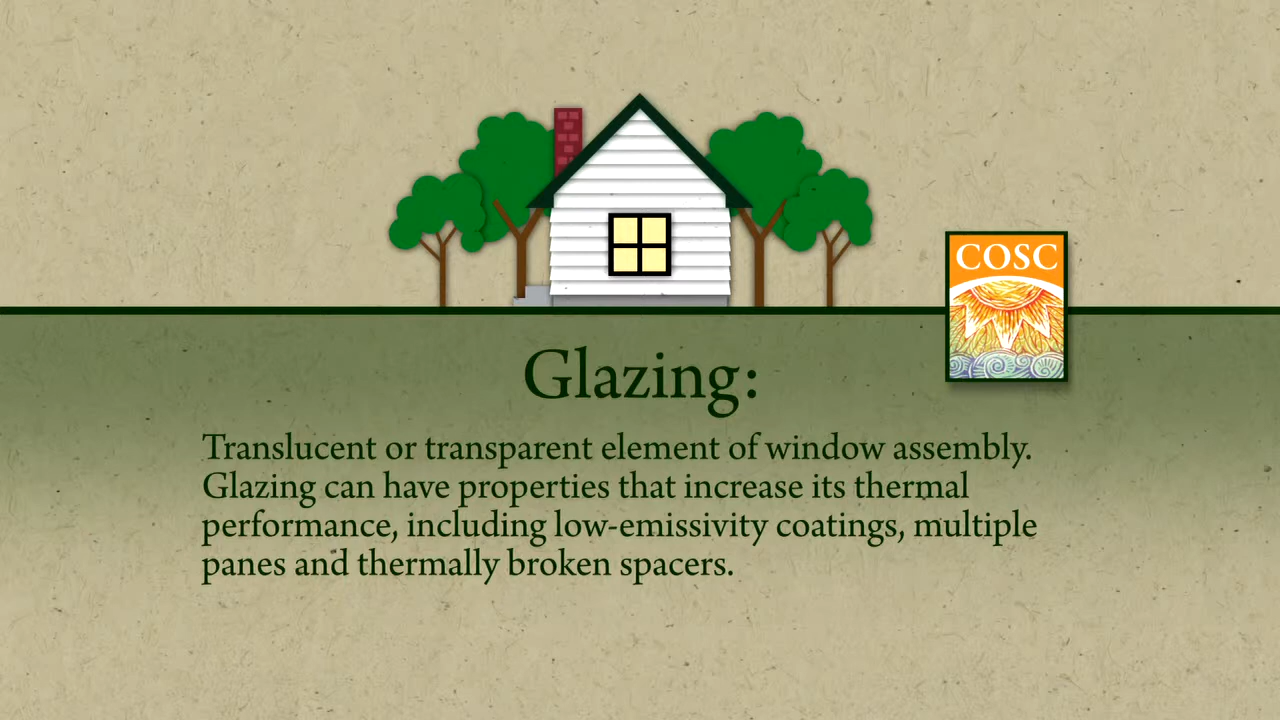 COSC
Glazing:
Translucent or transparent element of window assembly.
Glazing can have properties that increase its thermal
performance, including low-emissivity coatings, multiple
panes and thermally broken spacers.